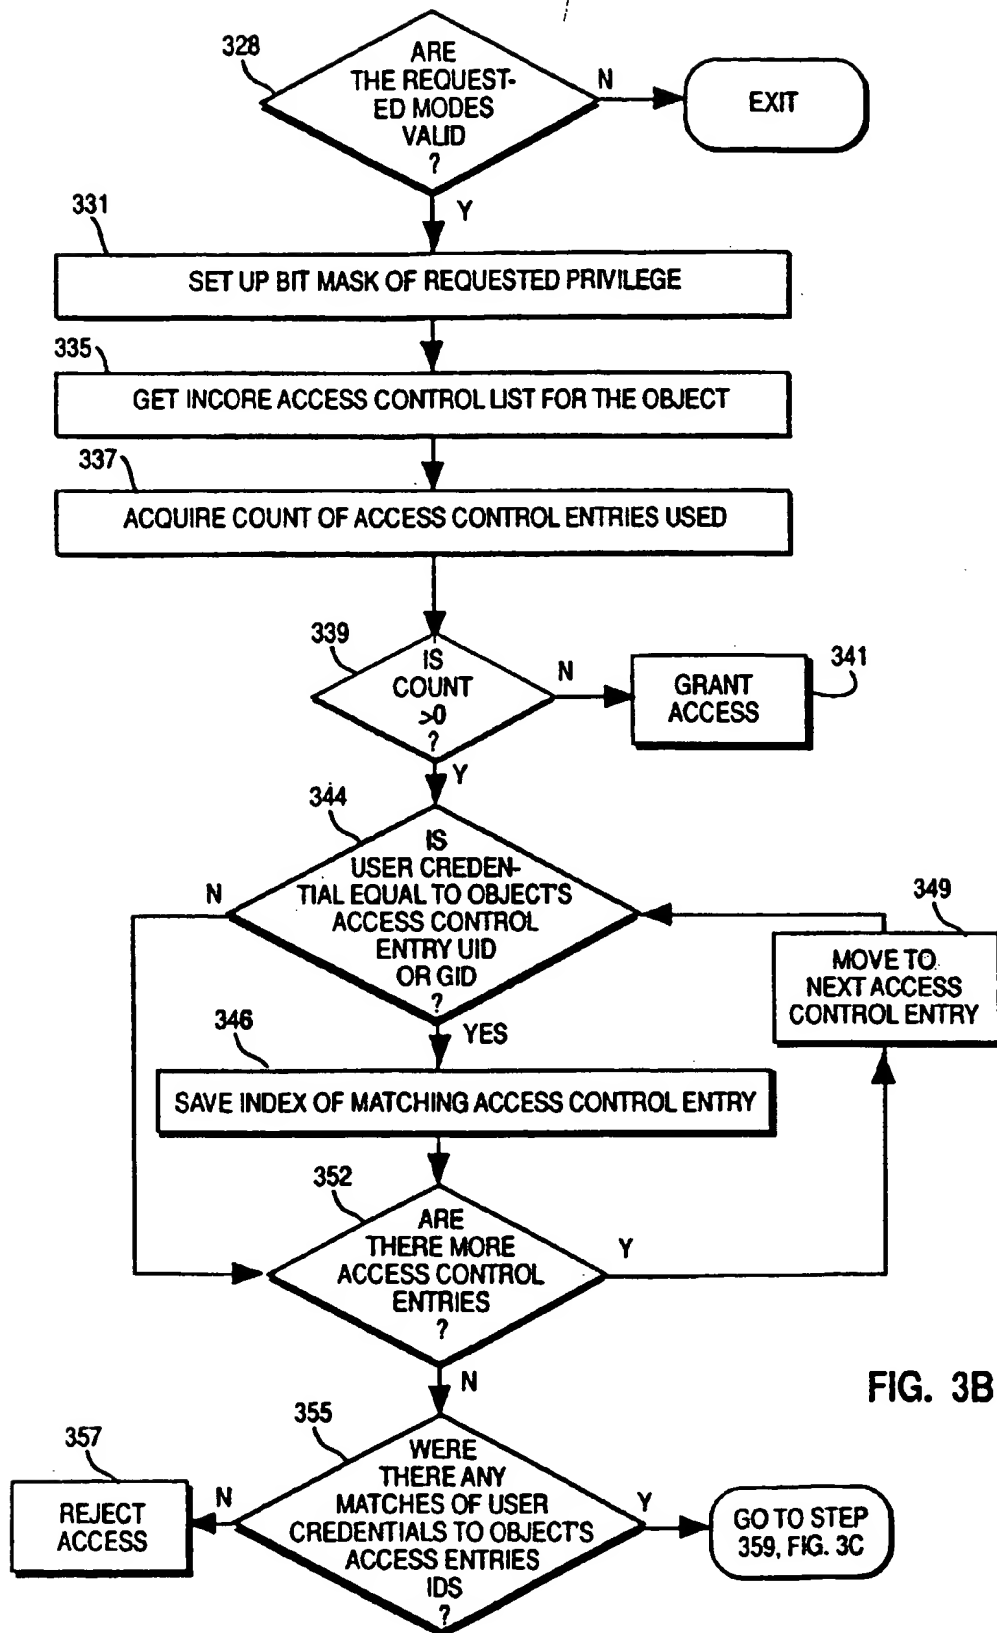 328
ARE
THE REQUEST-
ED MODES
VALID
?
N
EXIT
Y
331
SET UP BIT MASK OF REQUESTED PRIVILEGE
335
GET INCORE ACCESS CONTROL LIST FOR THE OBJECT
337
ACQUIRE COUNT OF ACCESS CONTROL ENTRIES USED
339
IS
COUNT
>0
?
N
GRANT
ACCESS
341
Y
344
IS
USER CREDEN-
TIAL EQUAL TO OBJECT'S
ACCESS CONTROL
ENTRY UID
OR GID
?
N
349
MOVE TO
NEXT ACCESS
CONTROL ENTRY
YES
346
SAVE INDEX OF MATCHING ACCESS CONTROL ENTRY
352
ARE
THERE MORE
ACCESS CONTROL
ENTRIES
?
Y
N
FIG. 3B
355
WERE
THERE ANY
MATCHES OF USER
CREDENTIALS TO OBJECT'S
ACCESS ENTRIES
IDS
?
357
REJECT
ACCESS
N
Y
GO TO STEP
359, FIG. 3C